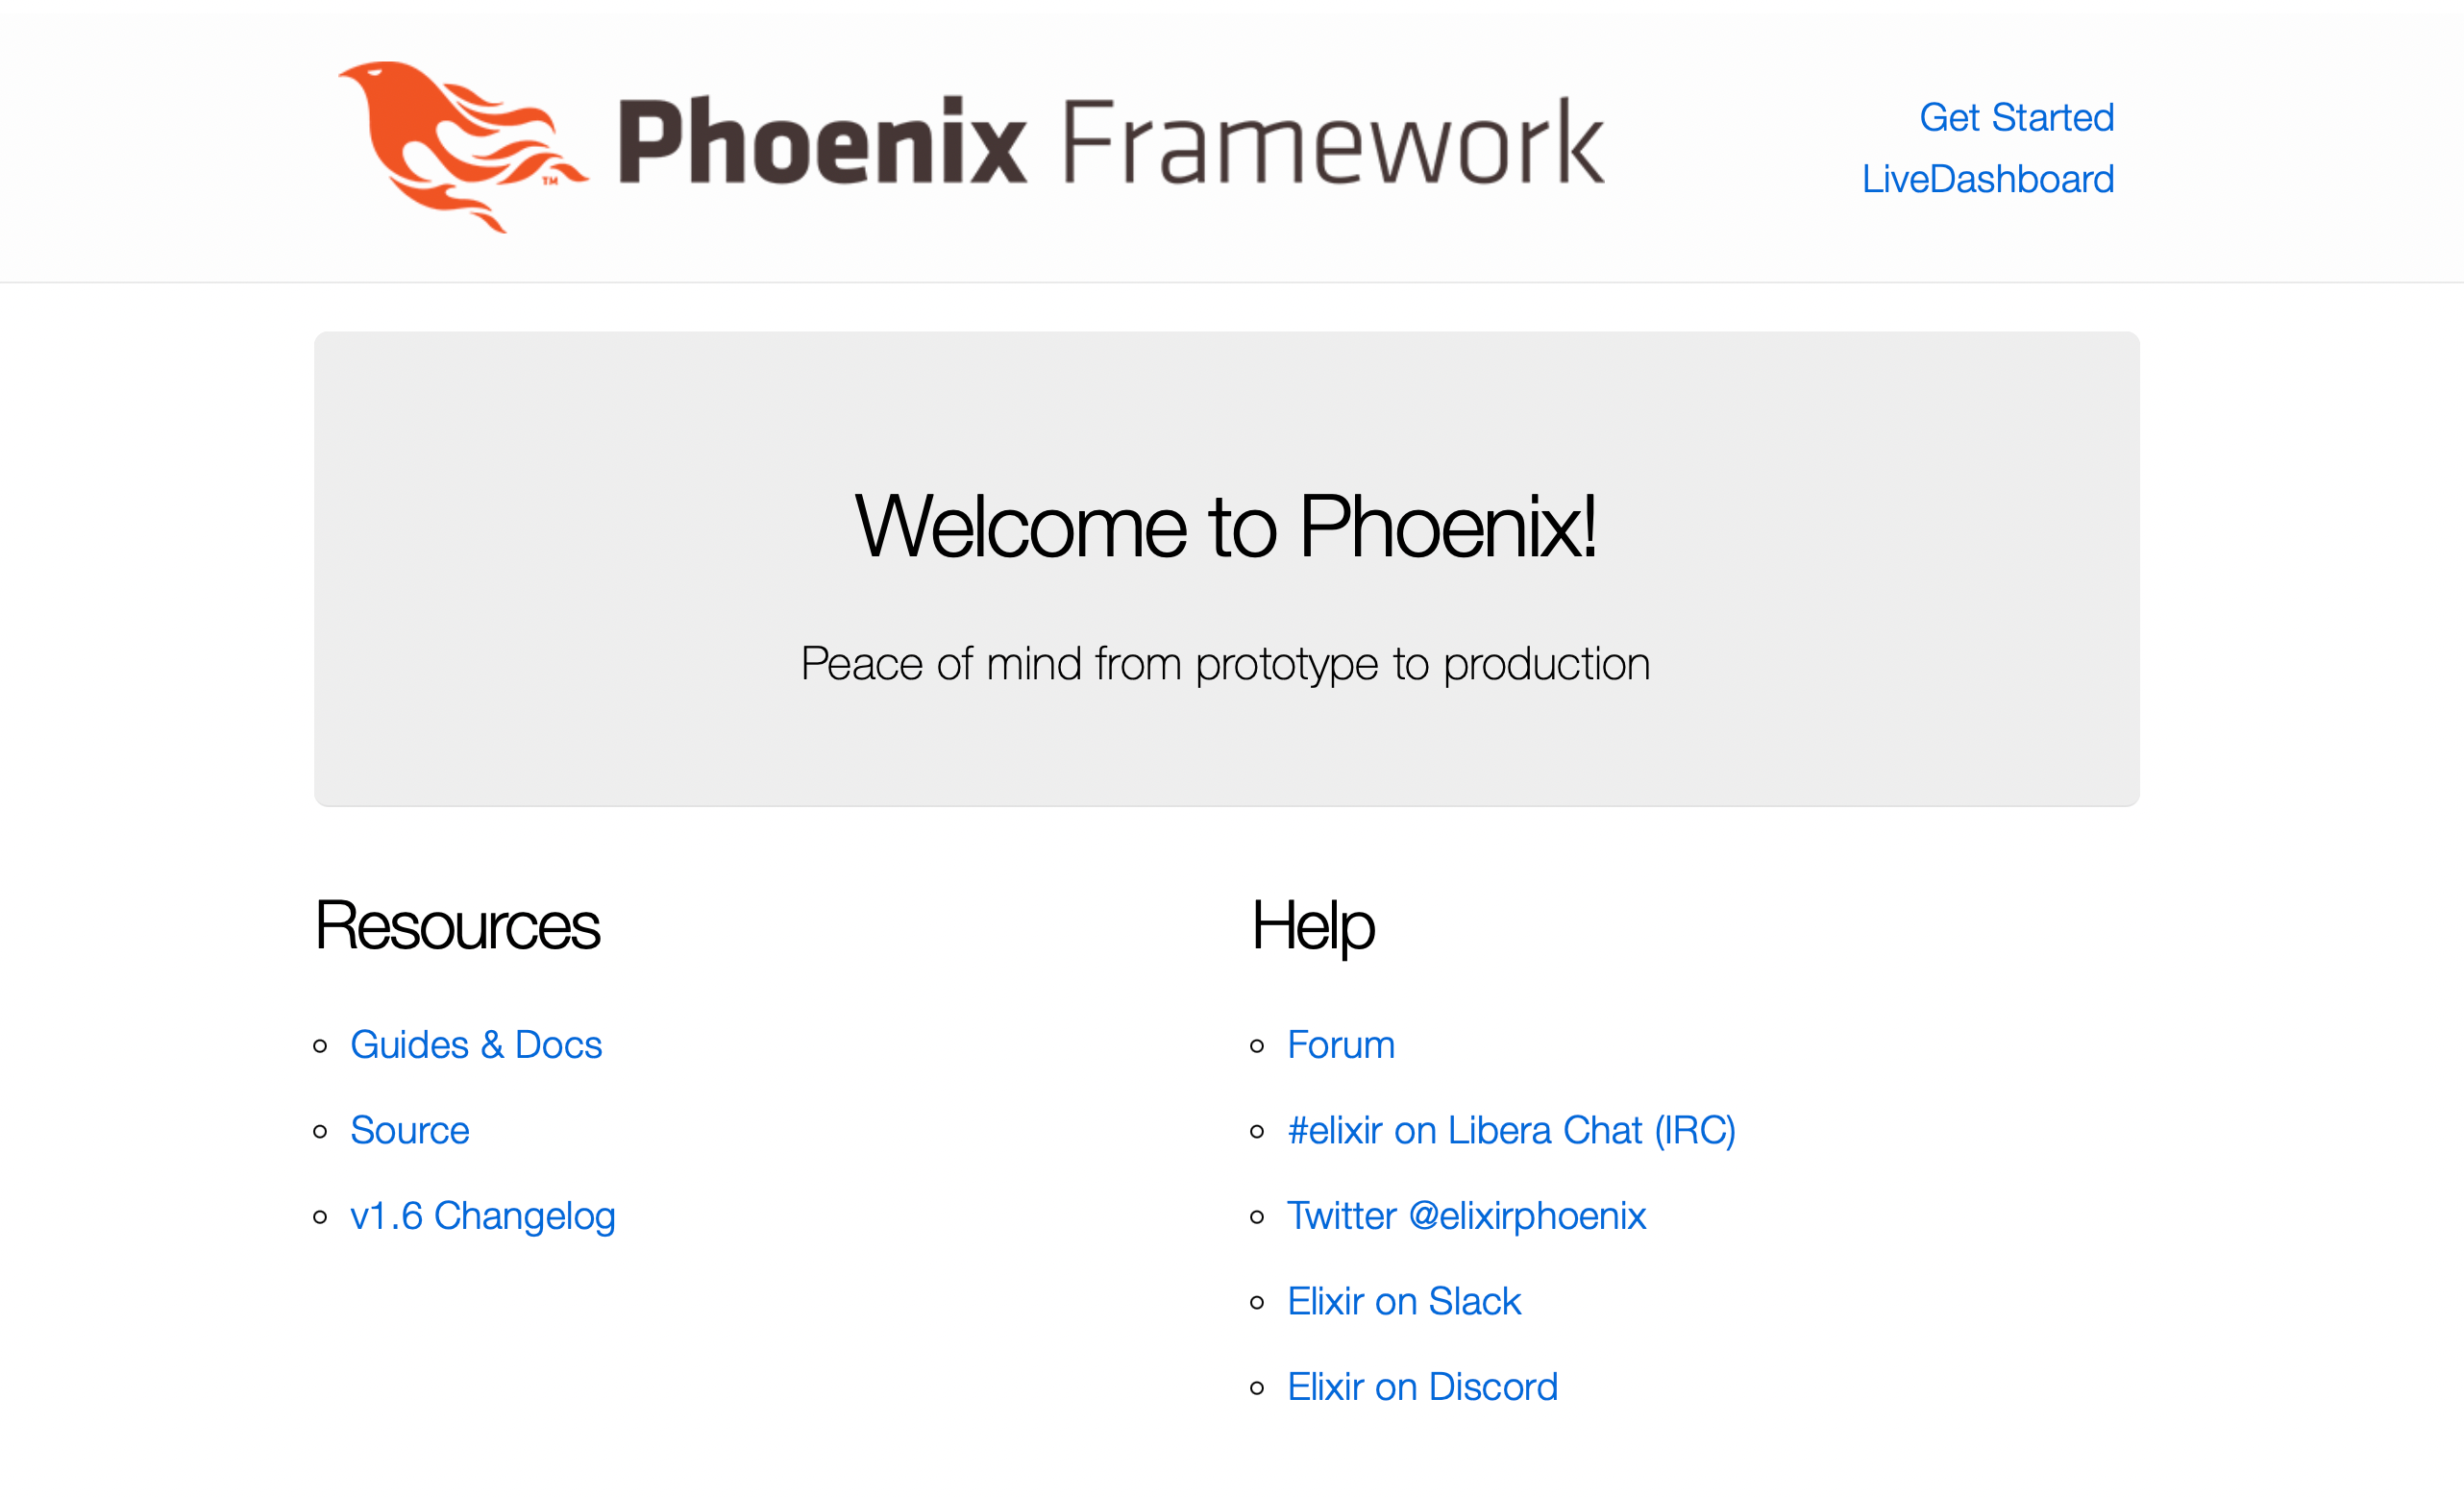 Phoenix Framework
TM
Get Started
LiveDashboard
Welcome to Phoenix!
Peace of mind from prototype to production
Resources
Guides & Docs
Source
v1.6 Changelog
Help
Forum
#elixir on Libera Chat (IRC)
Twitter @elixirphoenix
Elixir on Slack
Elixir on Discord